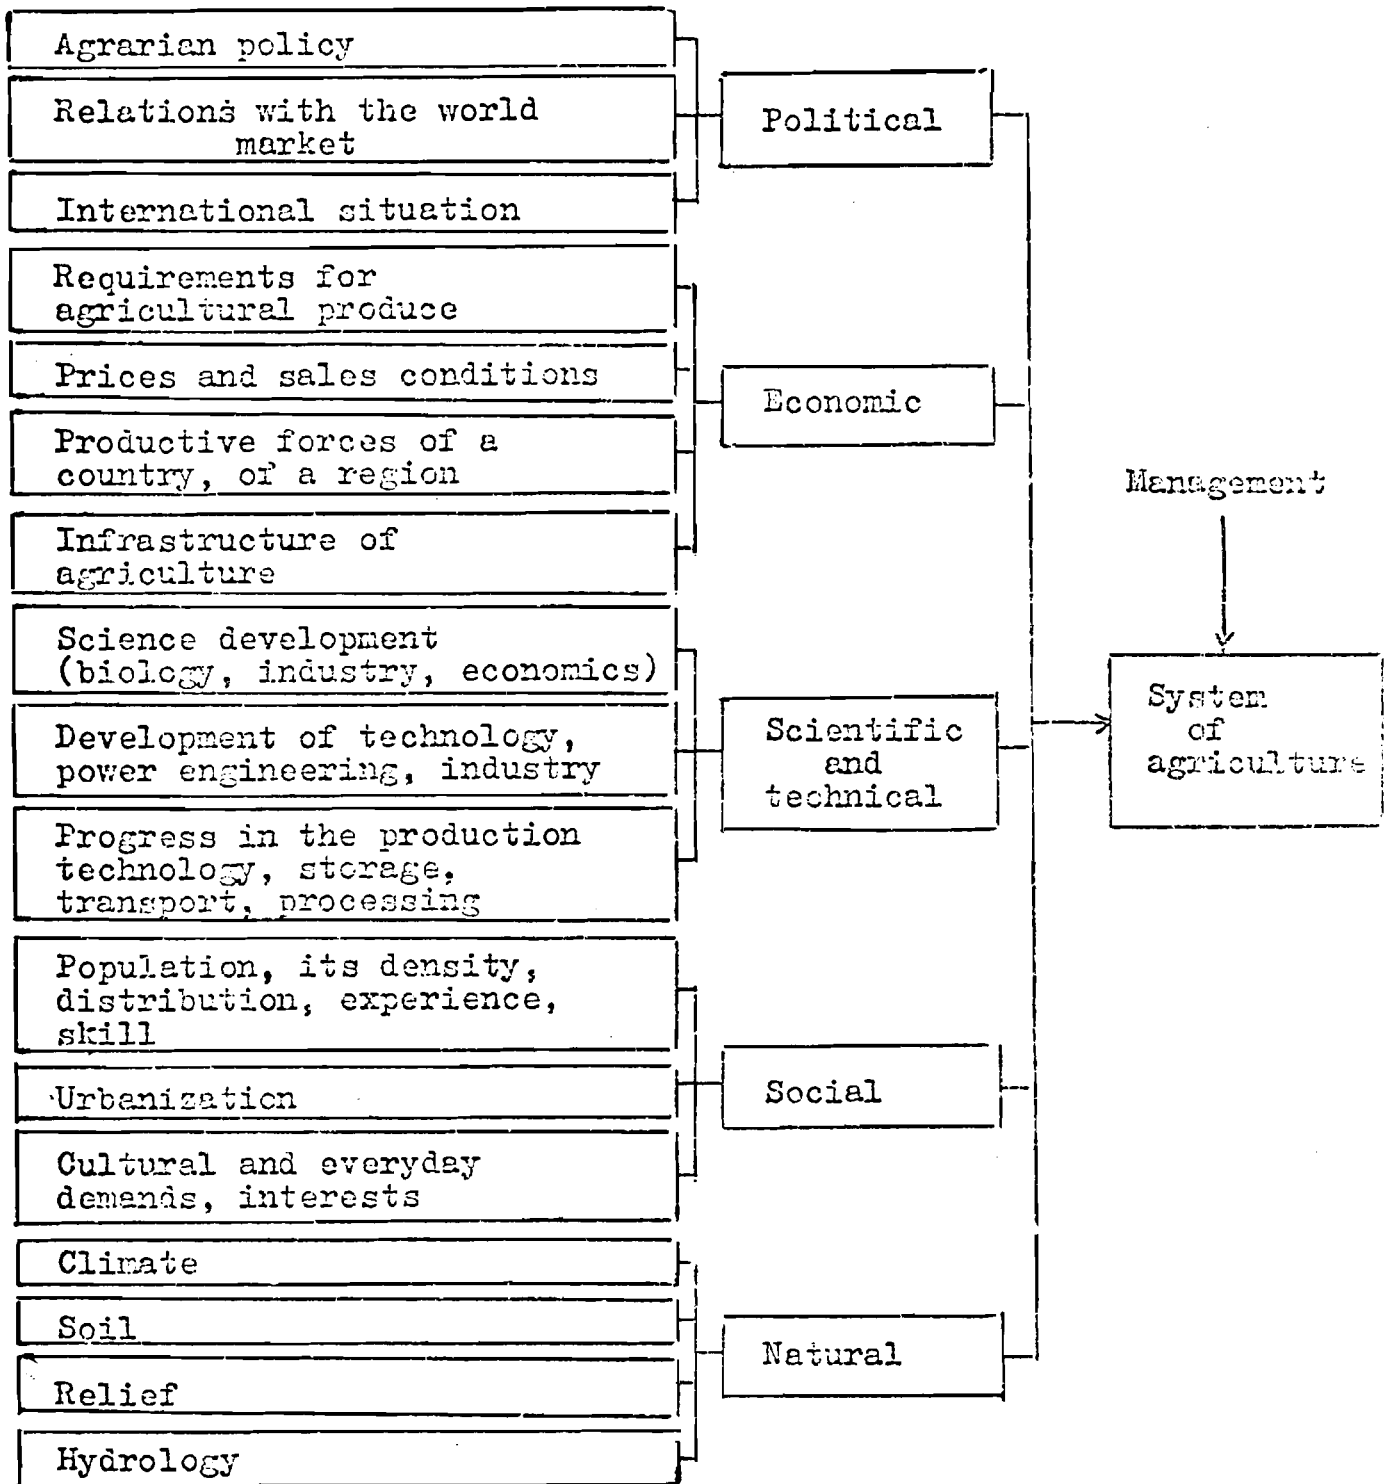 Agrarian policy
Relations with the world
market
International situation
Political
Requirements for
agricultural produce
Prices and sales conditions
Productive forces of a
country, of a region
Infrastructure of
agriculture
Economic
Science development
(biology, industry, economics)
Development of technology,
power engineering, industry
Progress in the production
technology, storage,
transport, processing
Scientific
and
technical
Population, its density,
distribution, experience,
skill
Urbanization
Cultural and everyday
demands, interests
Social
Climate
Soil
Relief
Hydrology
Natural
Management
System
of
agriculture